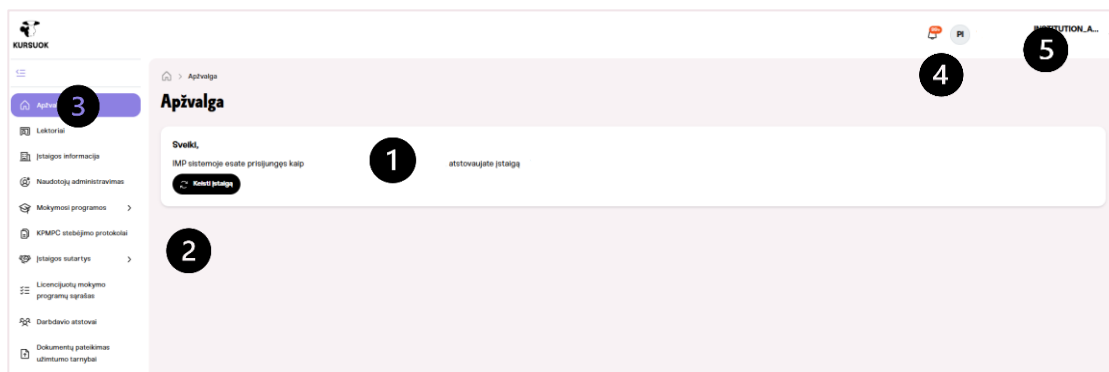 KURSUOK
99+
PI
INSTITUTION_A...
5
4
Apžvalga
3
Apžvalga
Lektoriai
Įstaigos informacija
Naudotojų administravimas
Mokymosi programos
KPMPC stebėjimo protokolai
Įstaigos sutartys
Licencijuotų mokymo
programų sąrašas
Darbdavio atstovai
Dokumentų pateikimas
užimtumo tarnybai
Sveiki,
IMP sistemoje esate prisijungęs kaip
1
atstovaujate įstaigą
Keisti įstaigą
2